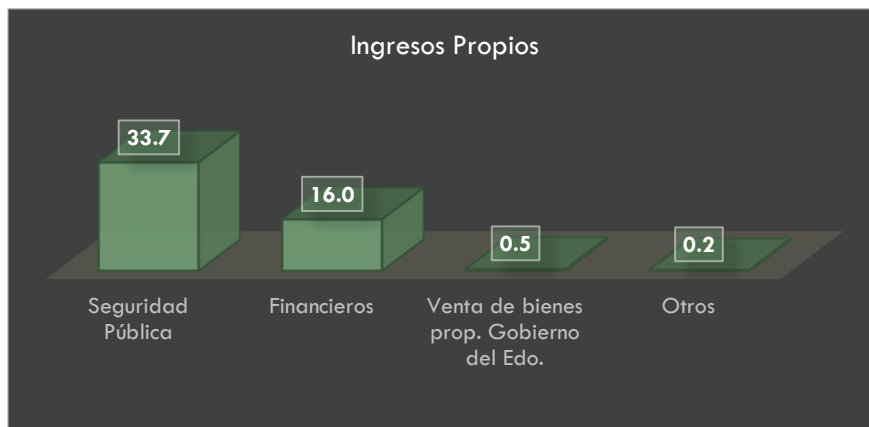 Ingresos Propios
33.7
16.0
0.5
0.2
Seguridad
Pública
Financieros
Venta de bienes
prop. Gobierno
del Edo.
Otros